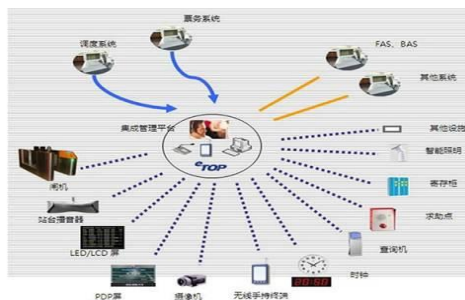 票务系统
调度系统
FAS、BAS
其他系统
集成管理平台
eTOP
其他设施
智能照明
寄存柜
求助点
查询机
时钟
闸机
站台播音器
LED/LCD 屏
PDP屏
摄像机
无线手持终端
20:50